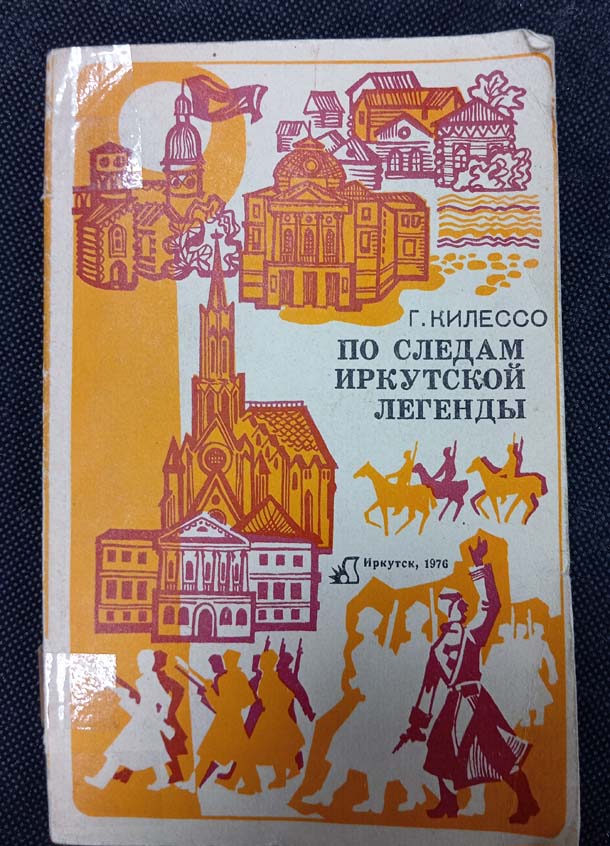 Г. КИЛЕССО
ПО СЛЕДАМ
ИРКУТСКОЙ
ЛЕГЕНДЫ
Иркутск, 1976